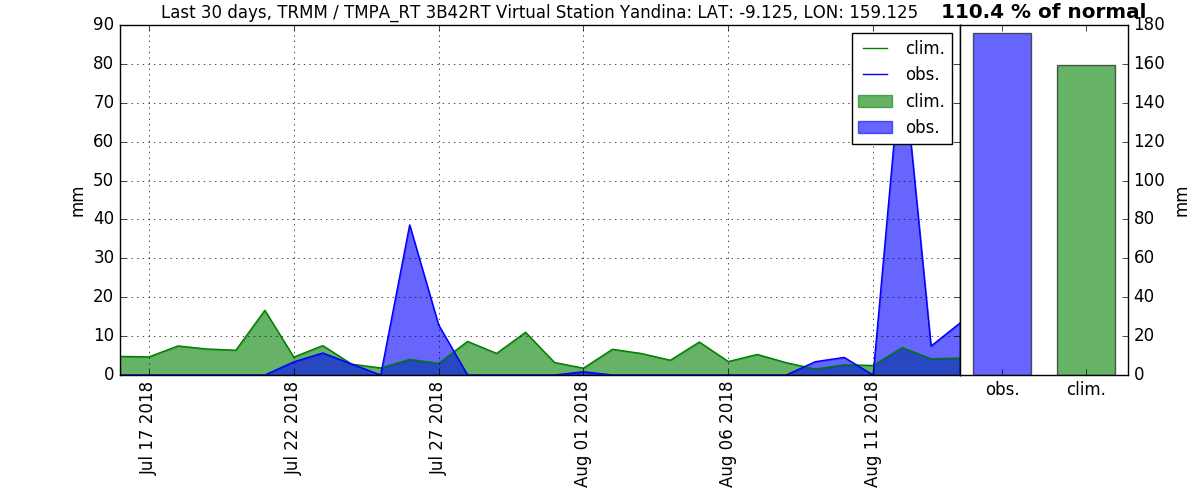 Last 30 days, TRMM / TMPA_RT 3B42RT Virtual Station Yandina: LAT: -9.125, LON: 159.125
110.4 % of normal
90
80
70
60
50
40
30
20
10
0
mm
clim.
obs.
clim.
obs.
180
160
140
120
100
80
60
40
20
0
mm
Jul 17 2018
Jul 22 2018
Jul 27 2018
Aug 01 2018
Aug 06 2018
Aug 11 2018
obs.
clim.